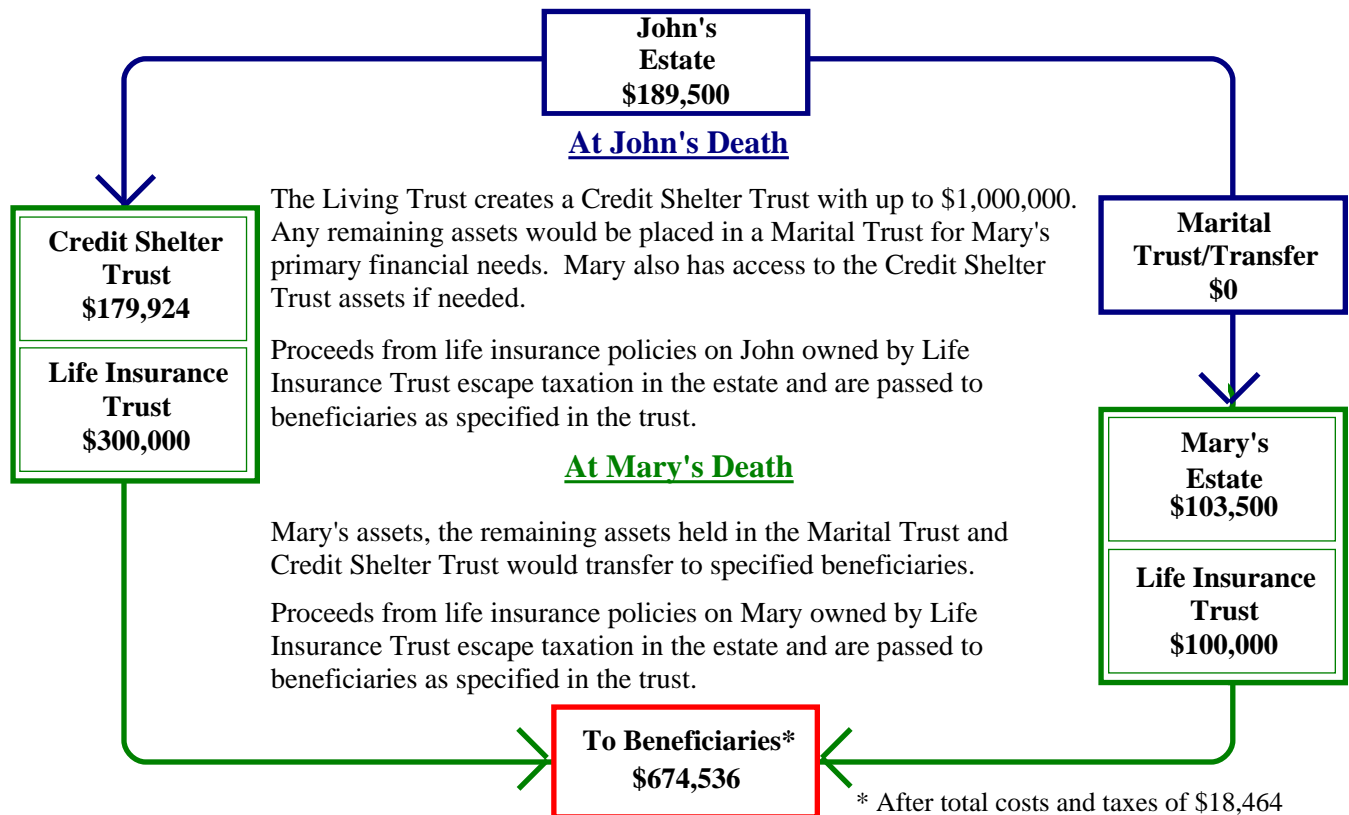 John's
Estate
$189,500
At John's Death
The Living Trust creates a Credit Shelter Trust with up to $1,000,000.
Any remaining assets would be placed in a Marital Trust for Mary's
primary financial needs.  Mary also has access to the Credit Shelter
Trust assets if needed.
Proceeds from life insurance policies on John owned by Life
Insurance Trust escape taxation in the estate and are passed to
beneficiaries as specified in the trust.
Credit Shelter
Trust
$179,924
Life Insurance
Trust
$300,000
Marital
Trust/Transfer
$0
At Mary's Death
Mary's assets, the remaining assets held in the Marital Trust and
Credit Shelter Trust would transfer to specified beneficiaries.
Proceeds from life insurance policies on Mary owned by Life
Insurance Trust escape taxation in the estate and are passed to
beneficiaries as specified in the trust.
Mary's
Estate
$103,500
Life Insurance
Trust
$100,000
To Beneficiaries*
$674,536
* After total costs and taxes of $18,464